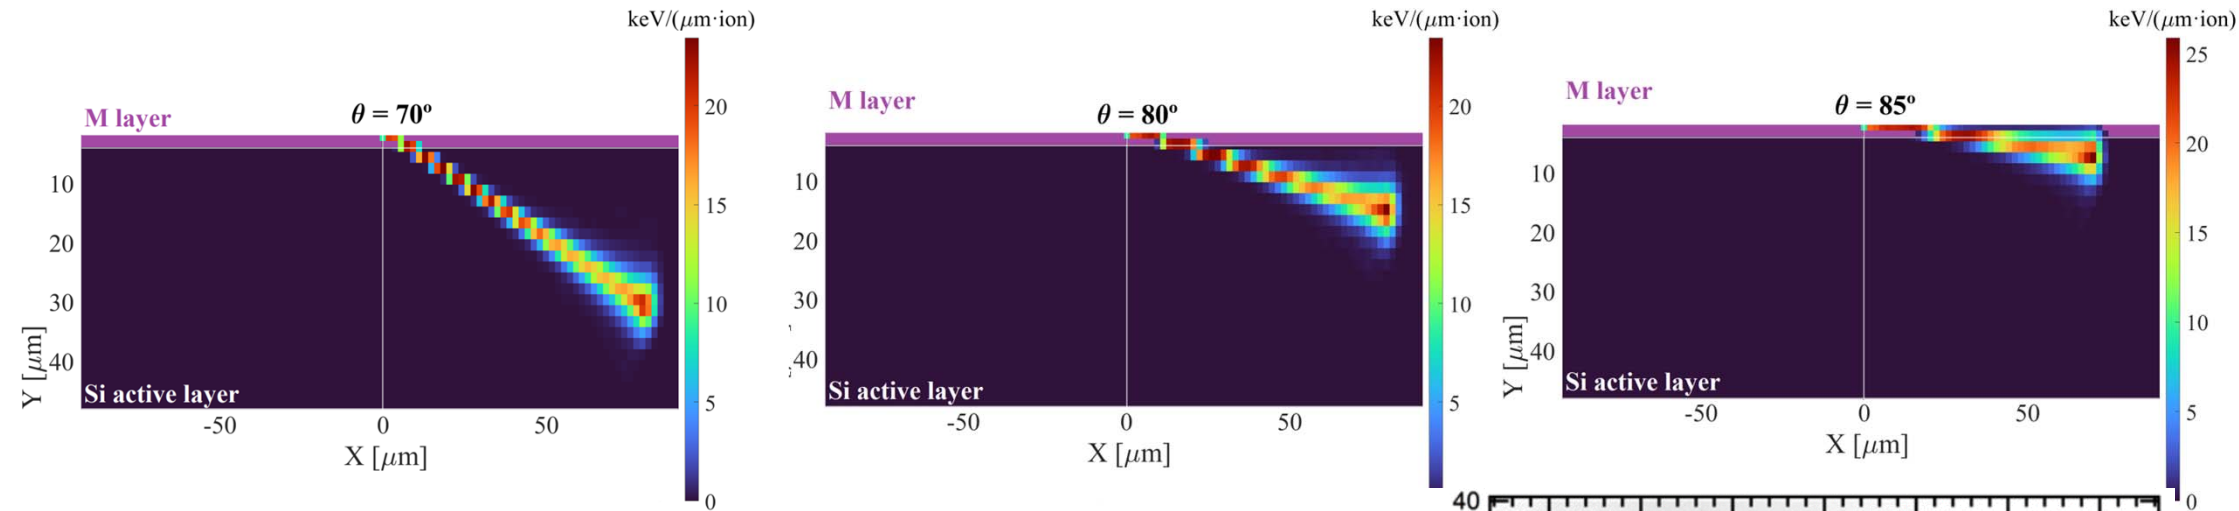 keV/(μm·ion)
M layer
θ = 70º
20
15
10
5
0
10
20
30
40
Y [μm]
Si active layer
-50
0
50
X [μm]
keV/(μm·ion)
M layer
θ = 80º
20
15
10
5
10
20
30
40
Si active layer
-50
0
50
X [μm]
keV/(μm·ion)
M layer
θ = 85º
25
20
15
10
5
0
10
20
30
40
Y [μm]
Si active layer
-50
0
50
X [μm]
40